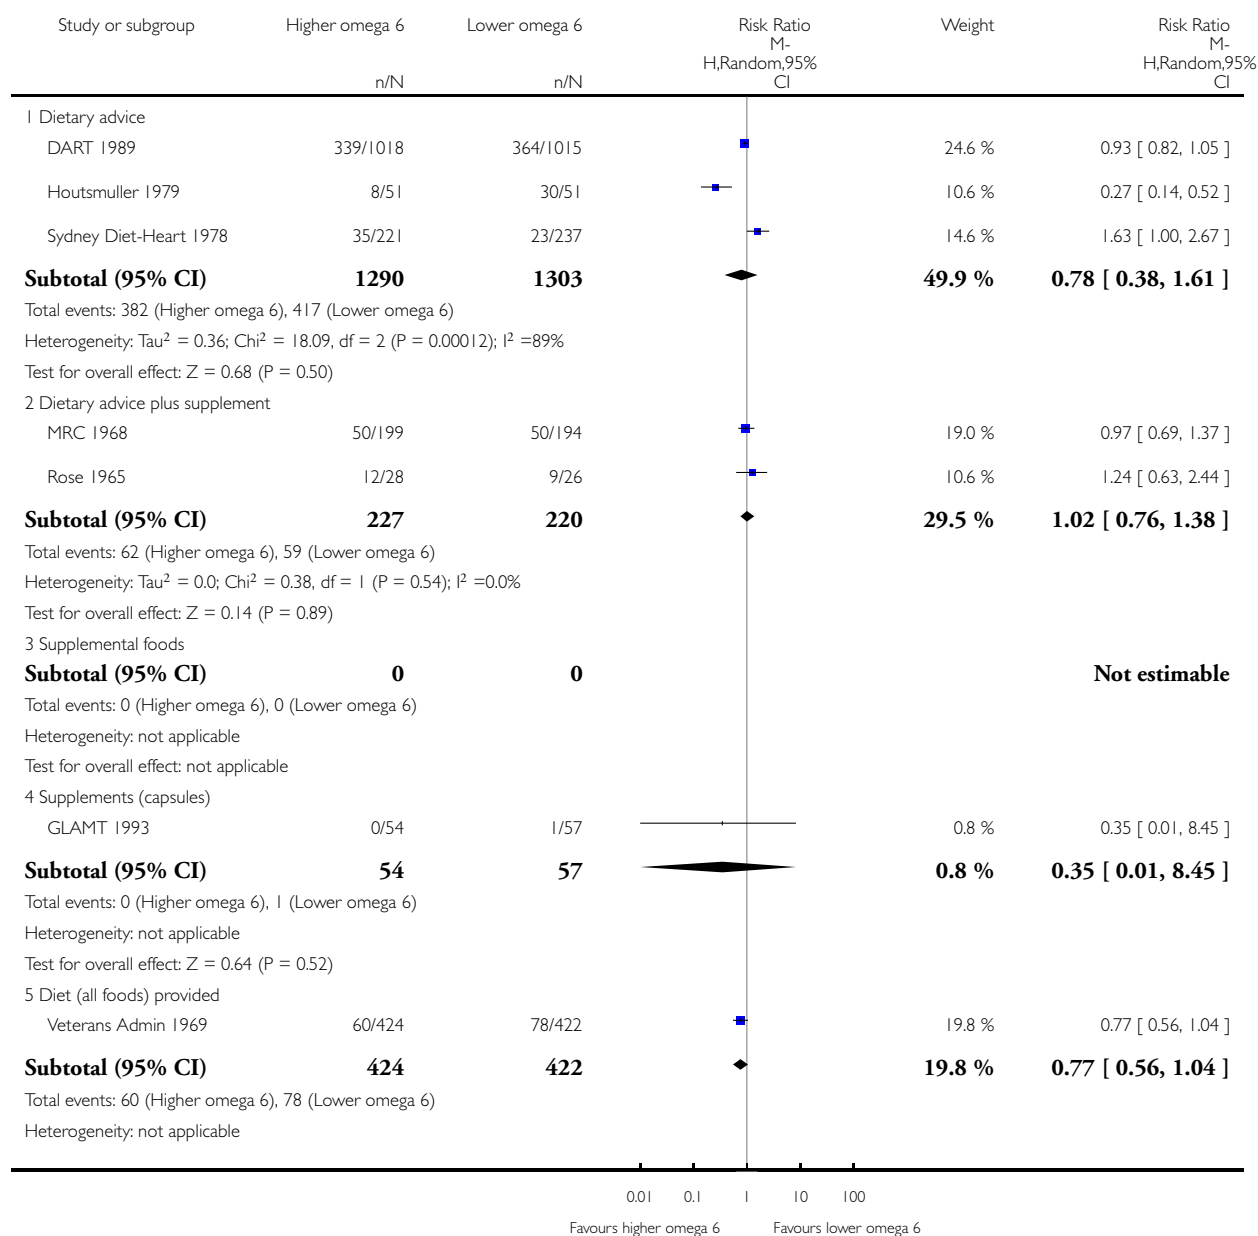 Study or subgroup Higher omega 6 Lower omega 6 Risk Ratio Weight Risk Ratio
M- M-
H,Random,95% H,Random,95%
n/N n/N CI CI
1 Dietary advice
DART 1989 339/1018 364/1015 24.6 % 0.93 [ 0.82, 1.05 ]
Houtsmuller 1979 8/51 30/51 10.6 % 0.27 [ 0.14, 0.52 ]
Sydney Diet-Heart 1978 35/221 23/237 14.6 % 1.63 [ 1.00, 2.67 ]
Subtotal (95% CI) 1290 1303 49.9 % 0.78 [ 0.38, 1.61 ]
Total events: 382 (Higher omega 6), 417 (Lower omega 6)
Heterogeneity: Tau² = 0.36; Chi² = 18.09, df = 2 (P = 0.00012); I² =89%
Test for overall effect: Z = 0.68 (P = 0.50)
2 Dietary advice plus supplement
MRC 1968 50/199 50/194 19.0 % 0.97 [ 0.69, 1.37 ]
Rose 1965 12/28 9/26 10.6 % 1.24 [ 0.63, 2.44 ]
Subtotal (95% CI) 227 220 29.5 % 1.02 [ 0.76, 1.38 ]
Total events: 62 (Higher omega 6), 59 (Lower omega 6)
Heterogeneity: Tau² = 0.0; Chi² = 0.38, df = 1 (P = 0.54); I² =0.0%
Test for overall effect: Z = 0.14 (P = 0.89)
3 Supplemental foods
Subtotal (95% CI) 0 0 Not estimable
Total events: 0 (Higher omega 6), 0 (Lower omega 6)
Heterogeneity: not applicable
Test for overall effect: not applicable
4 Supplements (capsules)
GLAMT 1993 0/54 1/57 0.8 % 0.35 [ 0.01, 8.45 ]
Subtotal (95% CI) 54 57 0.8 % 0.35 [ 0.01, 8.45 ]
Total events: 0 (Higher omega 6), 1 (Lower omega 6)
Heterogeneity: not applicable
Test for overall effect: Z = 0.64 (P = 0.52)
5 Diet (all foods) provided
Veterans Admin 1969 60/424 78/422 19.8 % 0.77 [ 0.56, 1.04 ]
Subtotal (95% CI) 424 422 19.8 % 0.77 [ 0.56, 1.04 ]
Total events: 60 (Higher omega 6), 78 (Lower omega 6)
Heterogeneity: not applicable
0.01 0.1 1 10 100
Favours higher omega 6 Favours lower omega 6